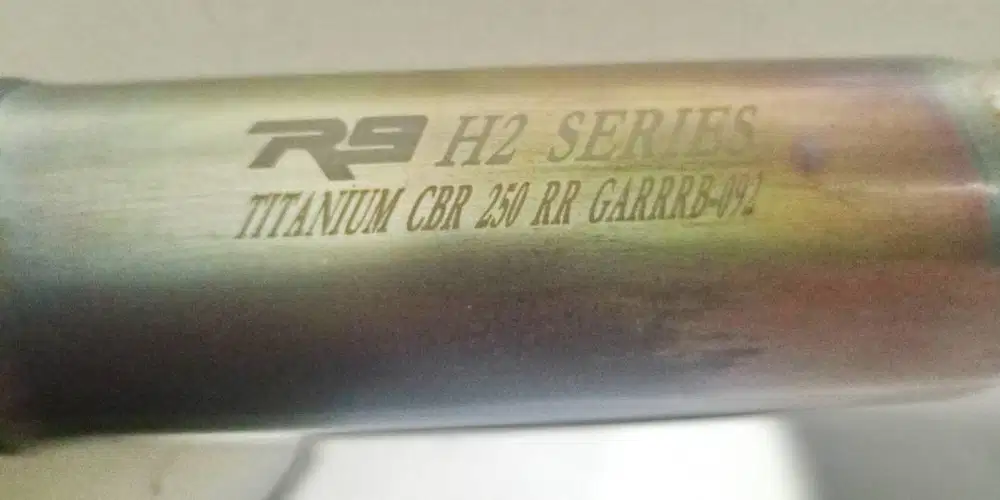 R9 H2 SERIES
TITANIUM CBR 250 RR GARRRB-092